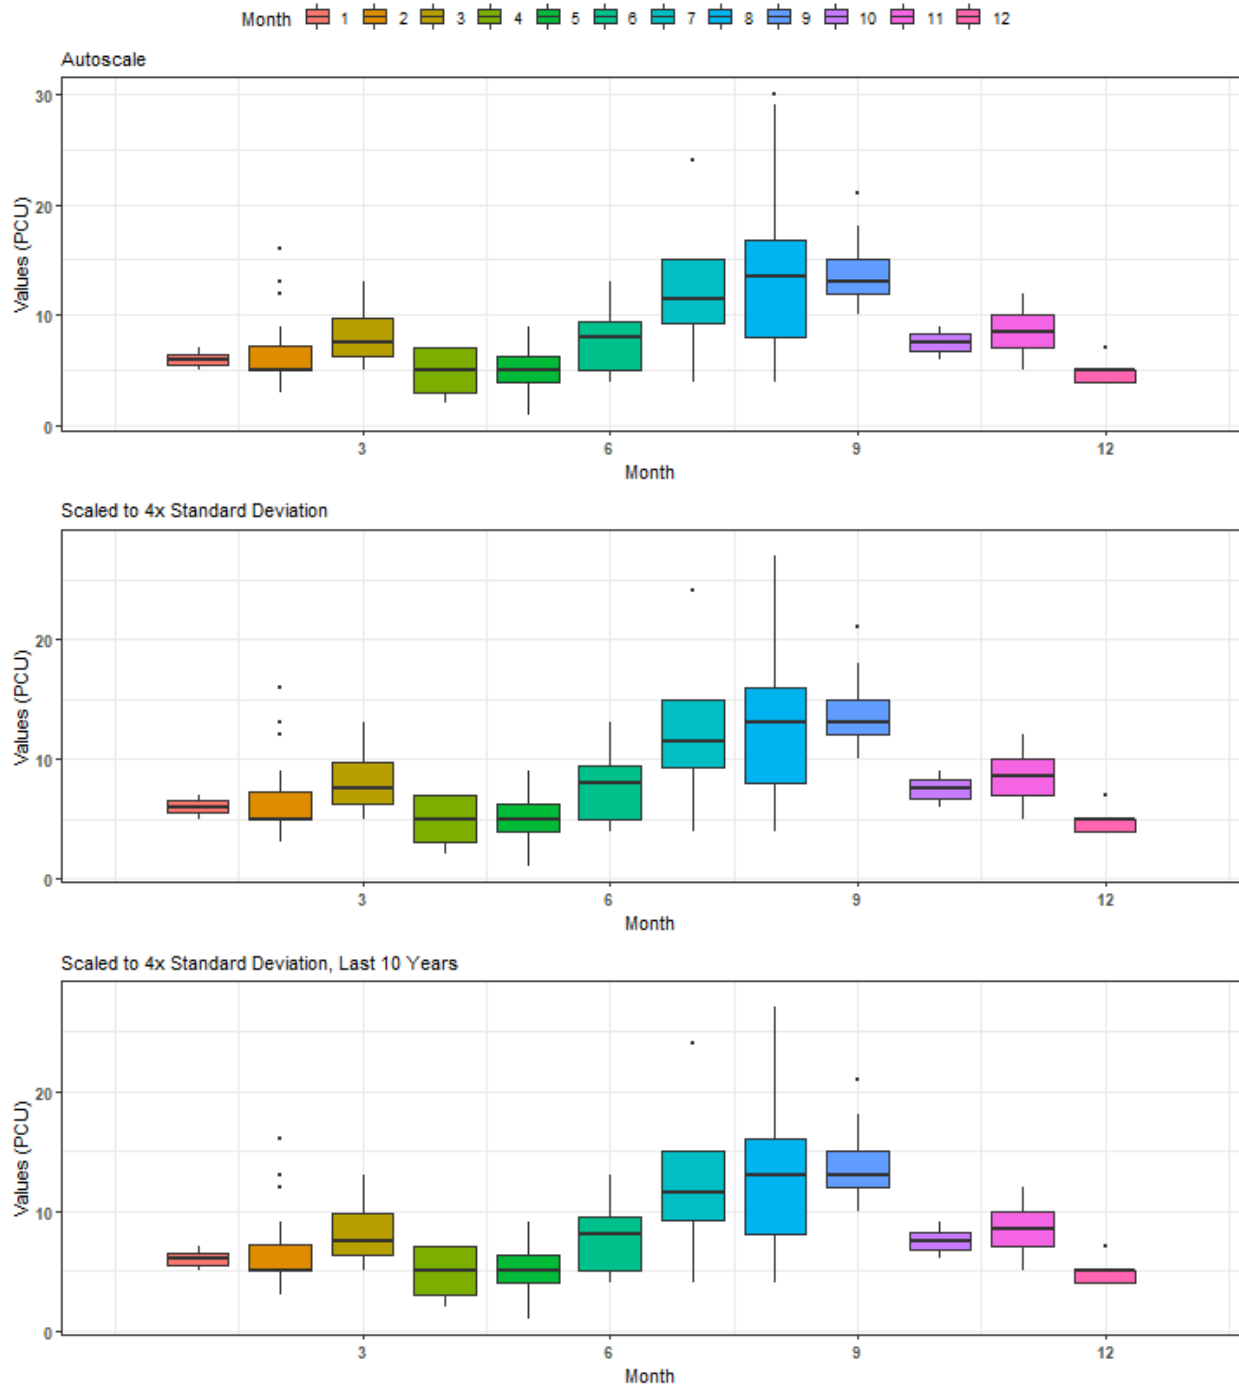 Month 1 2 3 4 5 6 7 8 9 10 11 12
Autoscale
30
20
10
0
Values (PCU)
3 6 9 12
Month
Scaled to 4x Standard Deviation
20
10
0
Values (PCU)
3 6 9 12
Month
Scaled to 4x Standard Deviation, Last 10 Years
20
10
0
Values (PCU)
3 6 9 12
Month